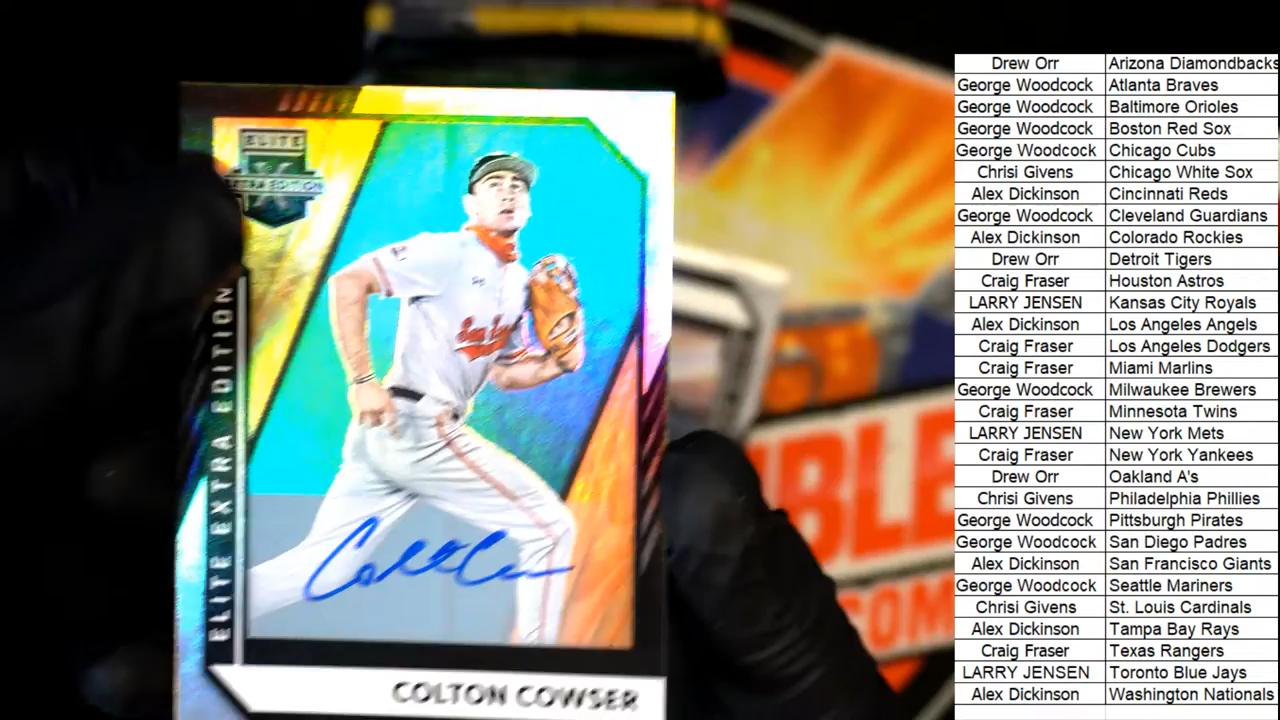 ELITE
EXTRA EDITION
ELITE EXTRA EDITION
COLTON COWSER
BLE
COM
Drew Orr Arizona Diamondbacks
George Woodcock Atlanta Braves
George Woodcock Baltimore Orioles
George Woodcock Boston Red Sox
George Woodcock Chicago Cubs
Chrisi Givens Chicago White Sox
Alex Dickinson Cincinnati Reds
George Woodcock Cleveland Guardians
Alex Dickinson Colorado Rockies
Drew Orr Detroit Tigers
Craig Fraser Houston Astros
LARRY JENSEN Kansas City Royals
Alex Dickinson Los Angeles Angels
Craig Fraser Los Angeles Dodgers
Craig Fraser Miami Marlins
George Woodcock Milwaukee Brewers
Craig Fraser Minnesota Twins
LARRY JENSEN New York Mets
Craig Fraser New York Yankees
Drew Orr Oakland A's
Chrisi Givens Philadelphia Phillies
George Woodcock Pittsburgh Pirates
George Woodcock San Diego Padres
Alex Dickinson San Francisco Giants
George Woodcock Seattle Mariners
Chrisi Givens St. Louis Cardinals
Alex Dickinson Tampa Bay Rays
Craig Fraser Texas Rangers
LARRY JENSEN Toronto Blue Jays
Alex Dickinson Washington Nationals